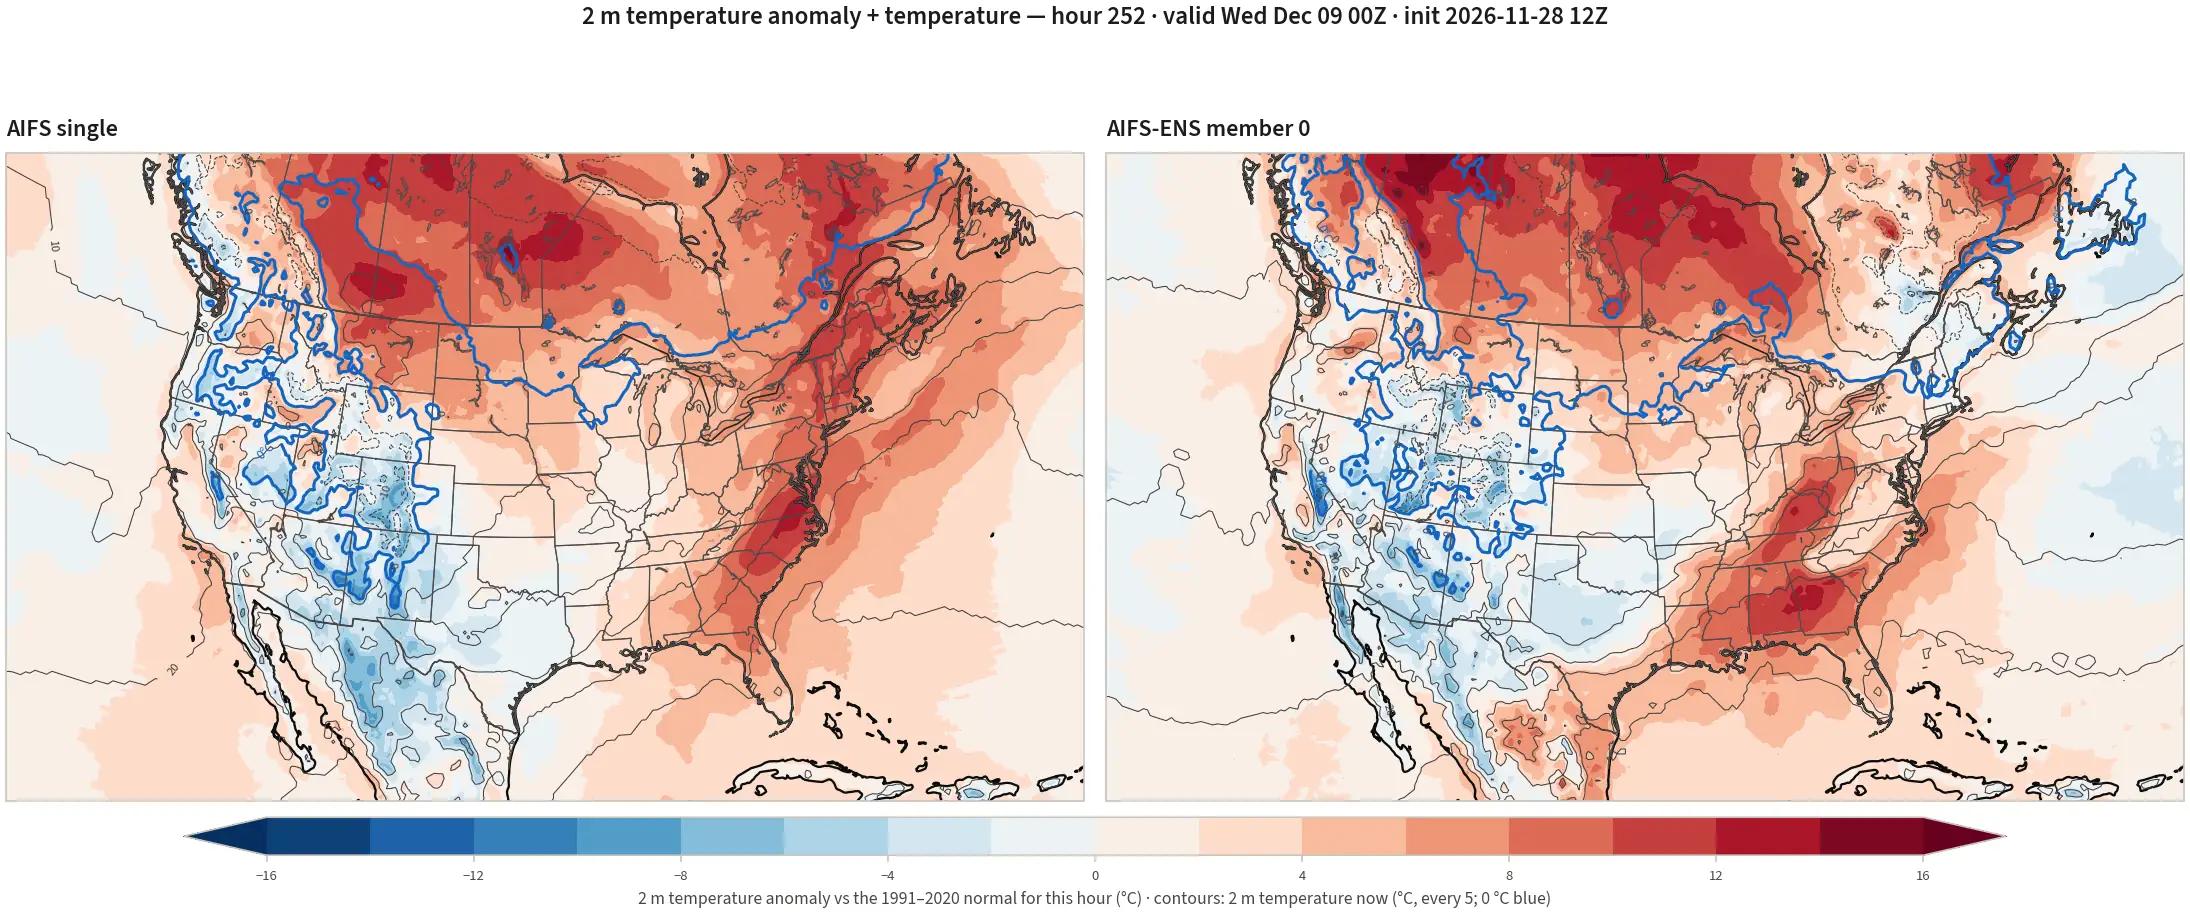 2 m temperature anomaly + temperature — hour 252 · valid Wed Dec 09 00Z · init 2026-11-28 12Z
AIFS single
AIFS-ENS member 0
10
20
−16 −12 −8 −4 0 4 8 12 16
2 m temperature anomaly vs the 1991–2020 normal for this hour (°C) · contours: 2 m temperature now (°C, every 5; 0 °C blue)